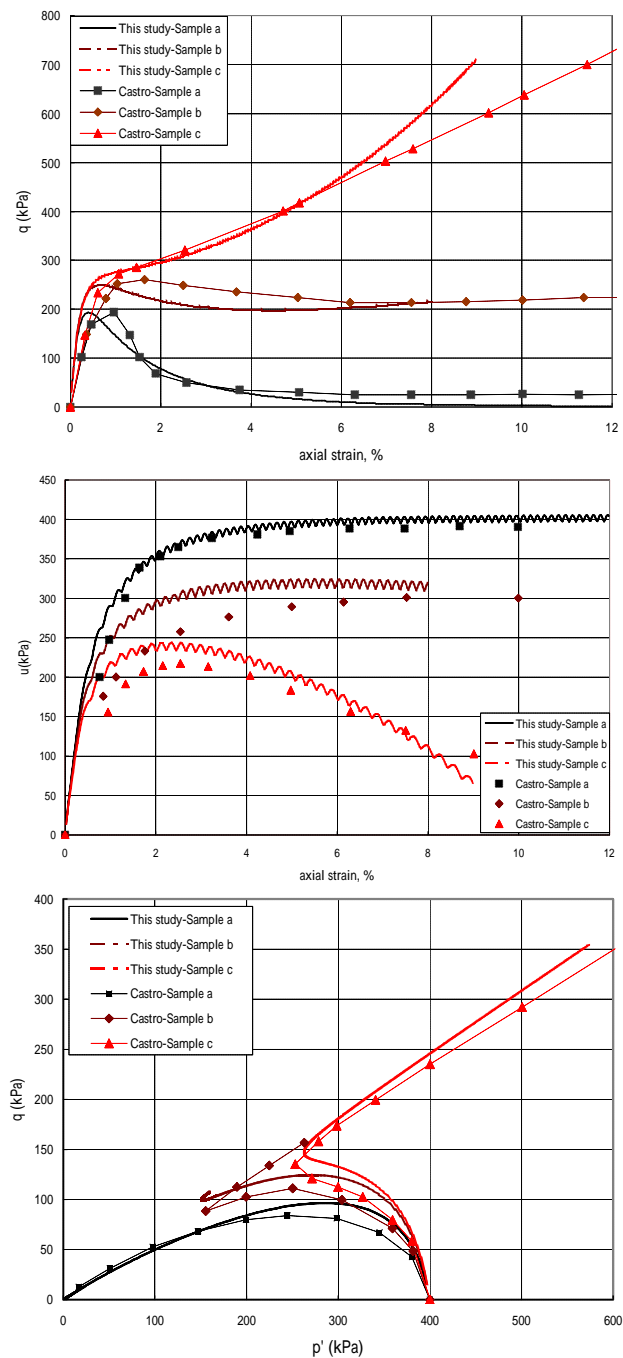 800
700
600
500
400
300
200
100
0
q (kPa)
This study-Sample a
This study-Sample b
This study-Sample c
Castro-Sample a
Castro-Sample b
Castro-Sample c
0 2 4 6 8 10 12
axial strain, %
450
400
350
300
250
200
150
100
50
0
u(kPa)
This study-Sample a
This study-Sample b
This study-Sample c
Castro-Sample a
Castro-Sample b
Castro-Sample c
0 2 4 6 8 10 12
axial strain, %
400
350
300
250
200
150
100
50
0
q (kPa)
This study-Sample a
This study-Sample b
This study-Sample c
Castro-Sample a
Castro-Sample b
Castro-Sample c
0 100 200 300 400 500 600
p' (kPa)